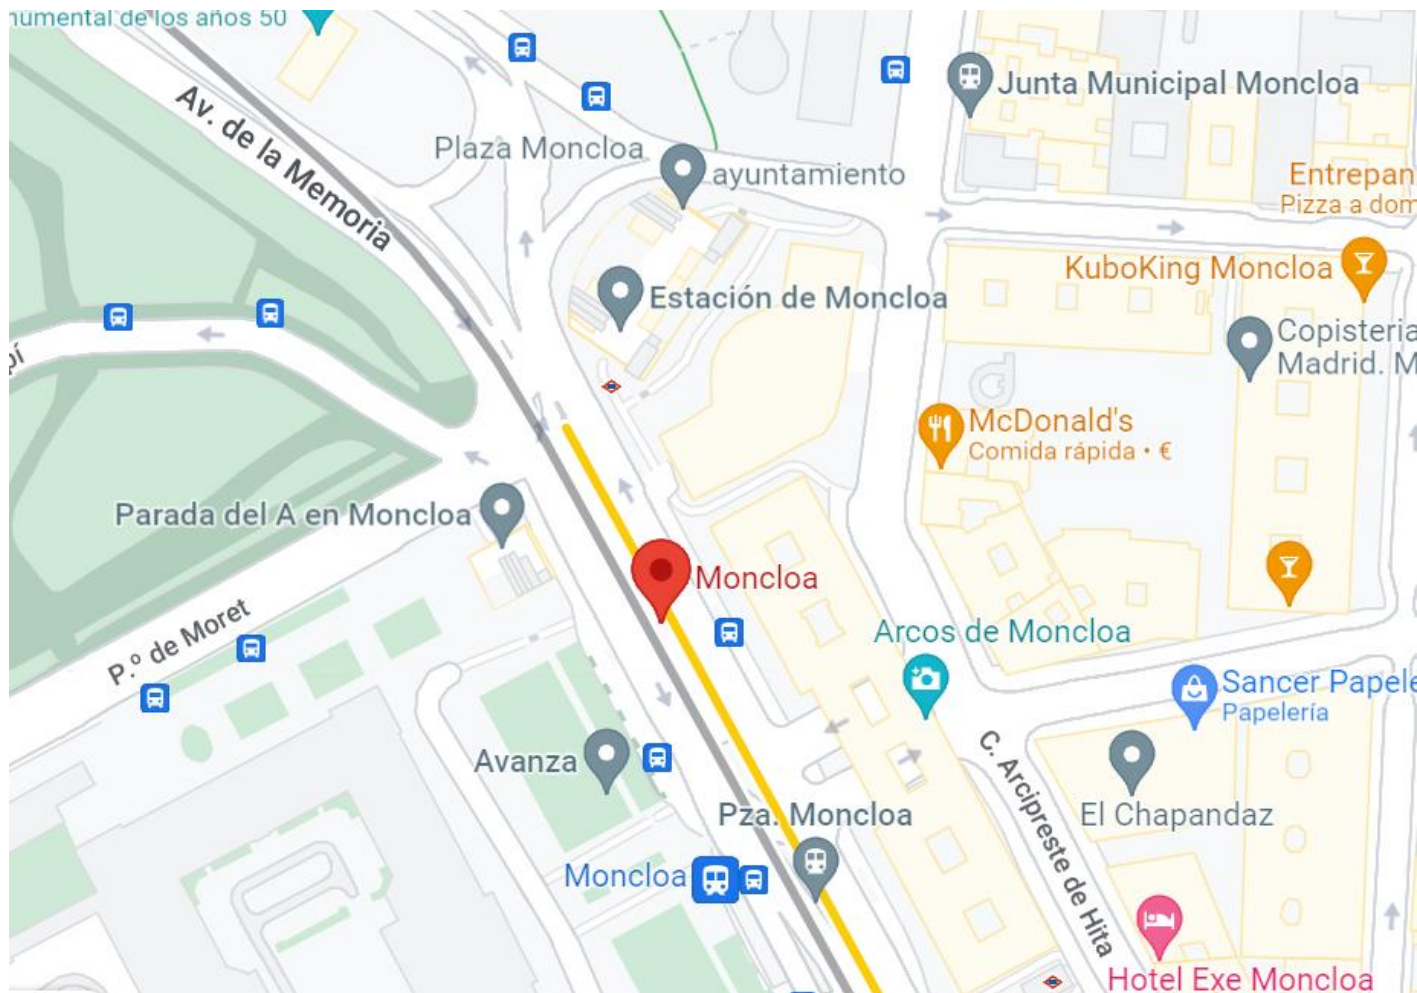 numental de los años 50
Av. de la Memoria
Junta Municipal Moncloa
Plaza Moncloa
ayuntamiento
Entrepan
Pizza a dom
KuboKing Moncloa
Estación de Moncloa
Copisteria
Madrid. M
pí
McDonald's
Comida rápida • €
Parada del A en Moncloa
Moncloa
P.º de Moret
Arcos de Moncloa
Sancer Papele
Papelería
Avanza
C. Arcipreste de Hita
Pza. Moncloa
El Chapandaz
Moncloa
Hotel Exe Moncloa